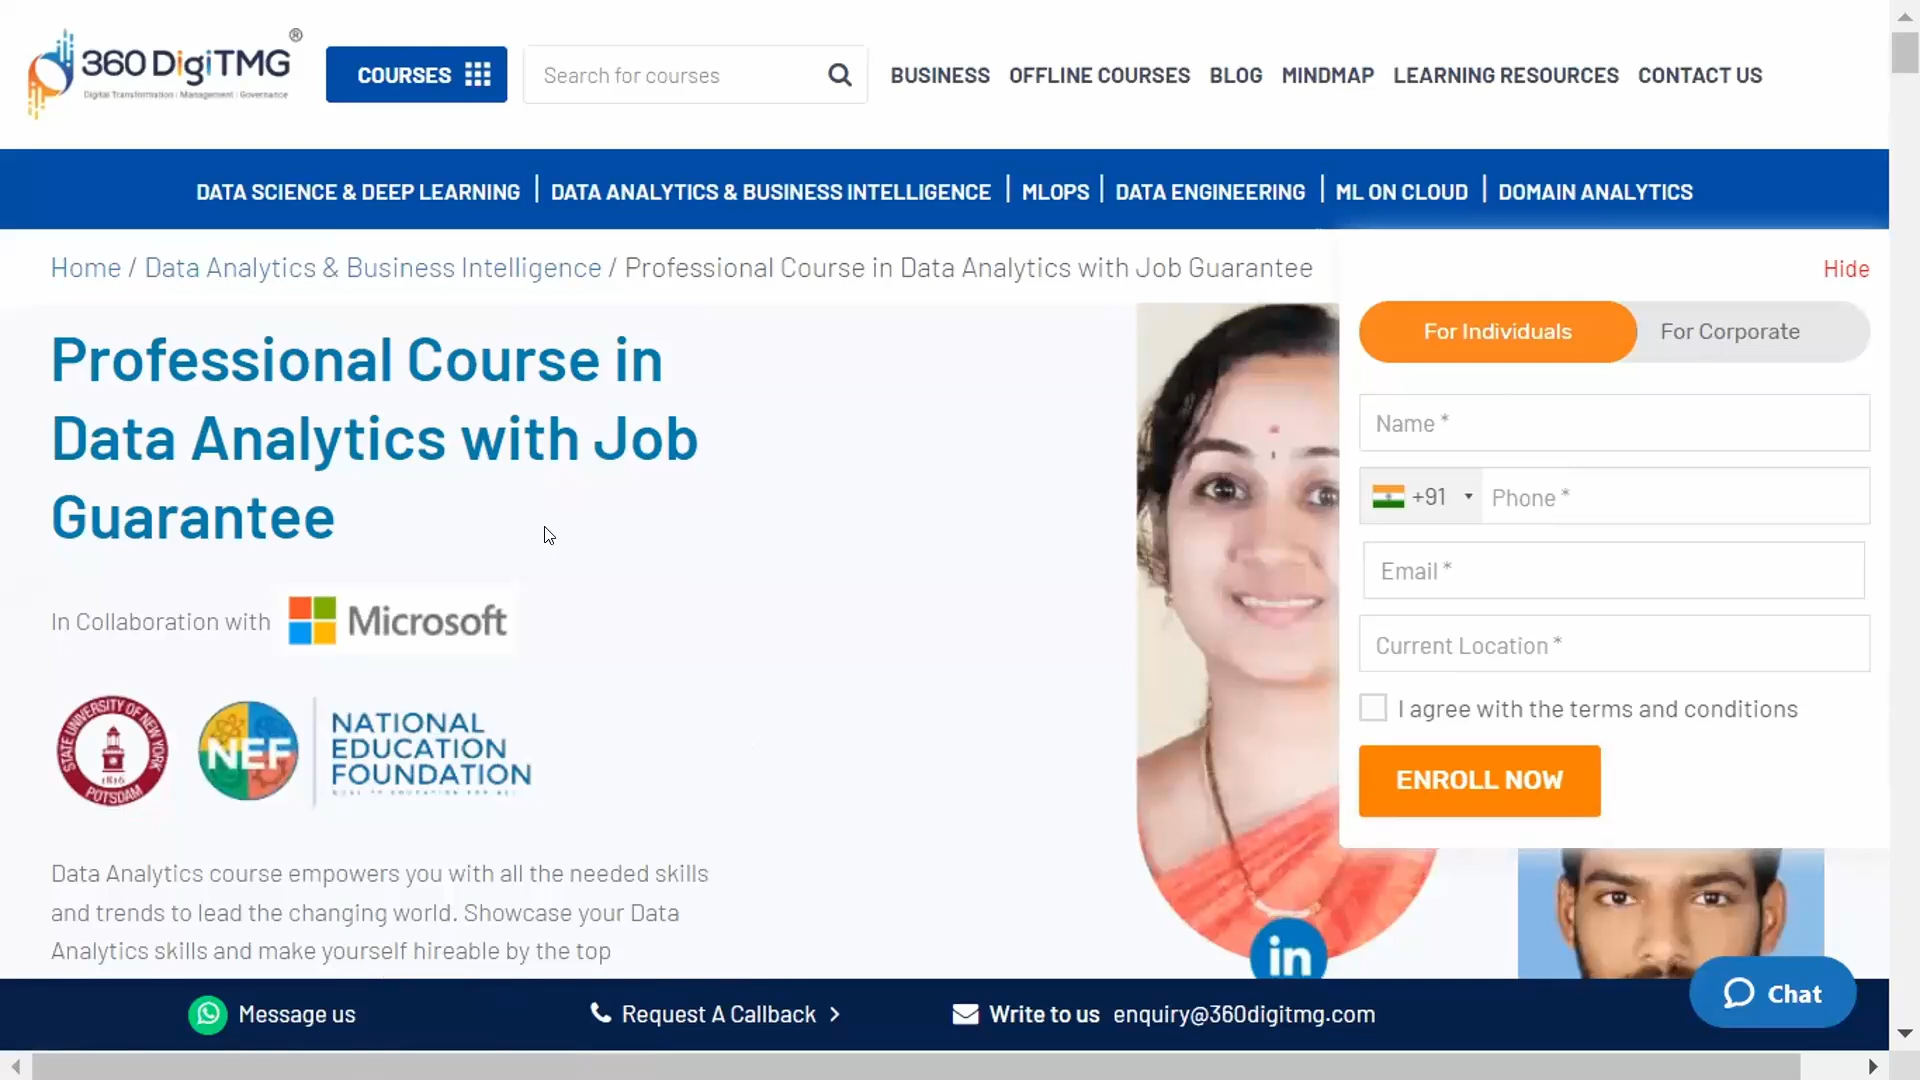 360 DigiTMG ®
Digital Transformation | Management | Governance
COURSES
Search for courses
BUSINESS
OFFLINE COURSES
BLOG
MINDMAP
LEARNING RESOURCES
CONTACT US
DATA SCIENCE & DEEP LEARNING
DATA ANALYTICS & BUSINESS INTELLIGENCE
MLOPS
DATA ENGINEERING
ML ON CLOUD
DOMAIN ANALYTICS
Home / Data Analytics & Business Intelligence / Professional Course in Data Analytics with Job Guarantee
Professional Course in
Data Analytics with Job
Guarantee
In Collaboration with
Microsoft
STATE UNIVERSITY OF NEW YORK
1816
POTSDAM
NEF
NATIONAL
EDUCATION
FOUNDATION
Data Analytics course empowers you with all the needed skills
and trends to lead the changing world. Showcase your Data
Analytics skills and make yourself hireable by the top
in
Hide
For Individuals
For Corporate
Name *
+91
Phone *
Email *
Current Location *
I agree with the terms and conditions
ENROLL NOW
Chat
Message us
Request A Callback
Write to us enquiry@360digitmg.com